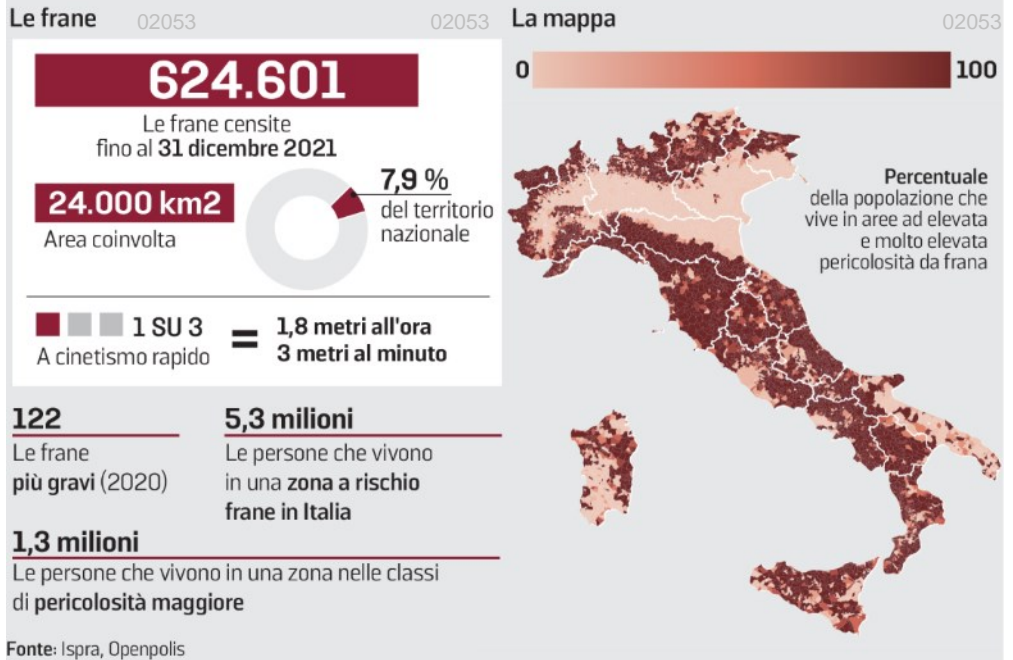 Le frane
02053
02053
624.601
Le frane censite
fino al 31 dicembre 2021
24.000 km2
Area coinvolta
7,9 %
del territorio
nazionale
1 SU 3
A cinetismo rapido
=
1,8 metri all'ora
3 metri al minuto
122
Le frane
più gravi (2020)
5,3 milioni
Le persone che vivono
in una zona a rischio
frane in Italia
1,3 milioni
Le persone che vivono in una zona nelle classi
di pericolosità maggiore
Fonte: Ispra, Openpolis
La mappa
02053
0
100
Percentuale
della popolazione che
vive in aree ad elevata
e molto elevata
pericolosità da frana